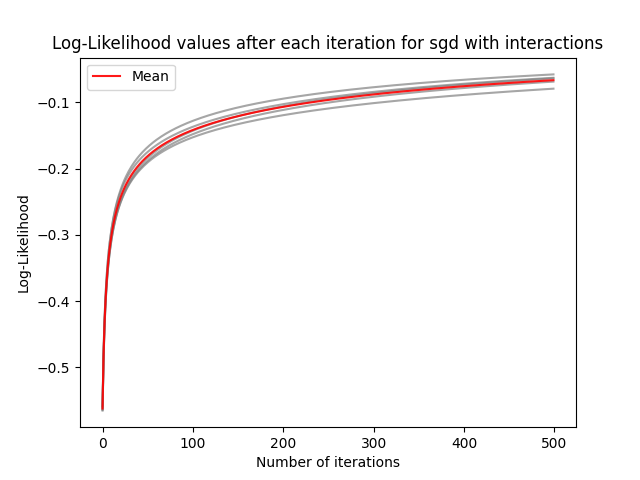 Log-Likelihood values after each iteration for sgd with interactions
Mean
−0.1
−0.2
−0.3
−0.4
−0.5
Log-Likelihood
0
100
200
300
400
500
Number of iterations